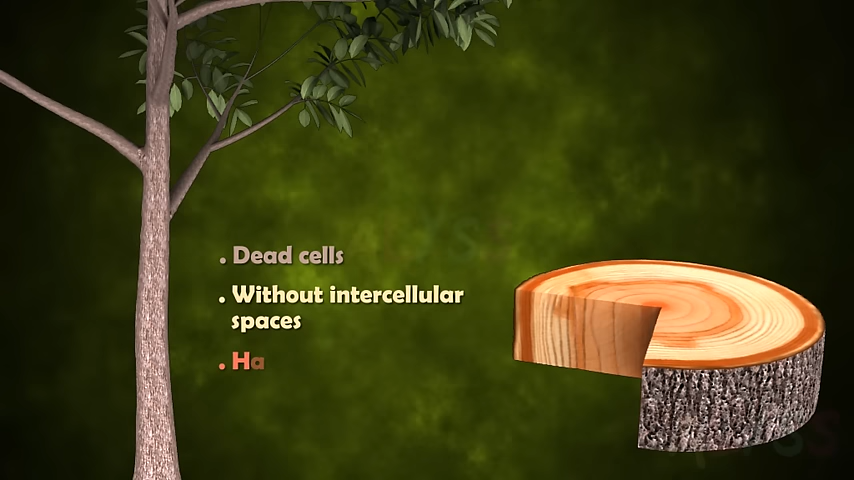 . Dead cells
. Without intercellular
spaces
. Ha